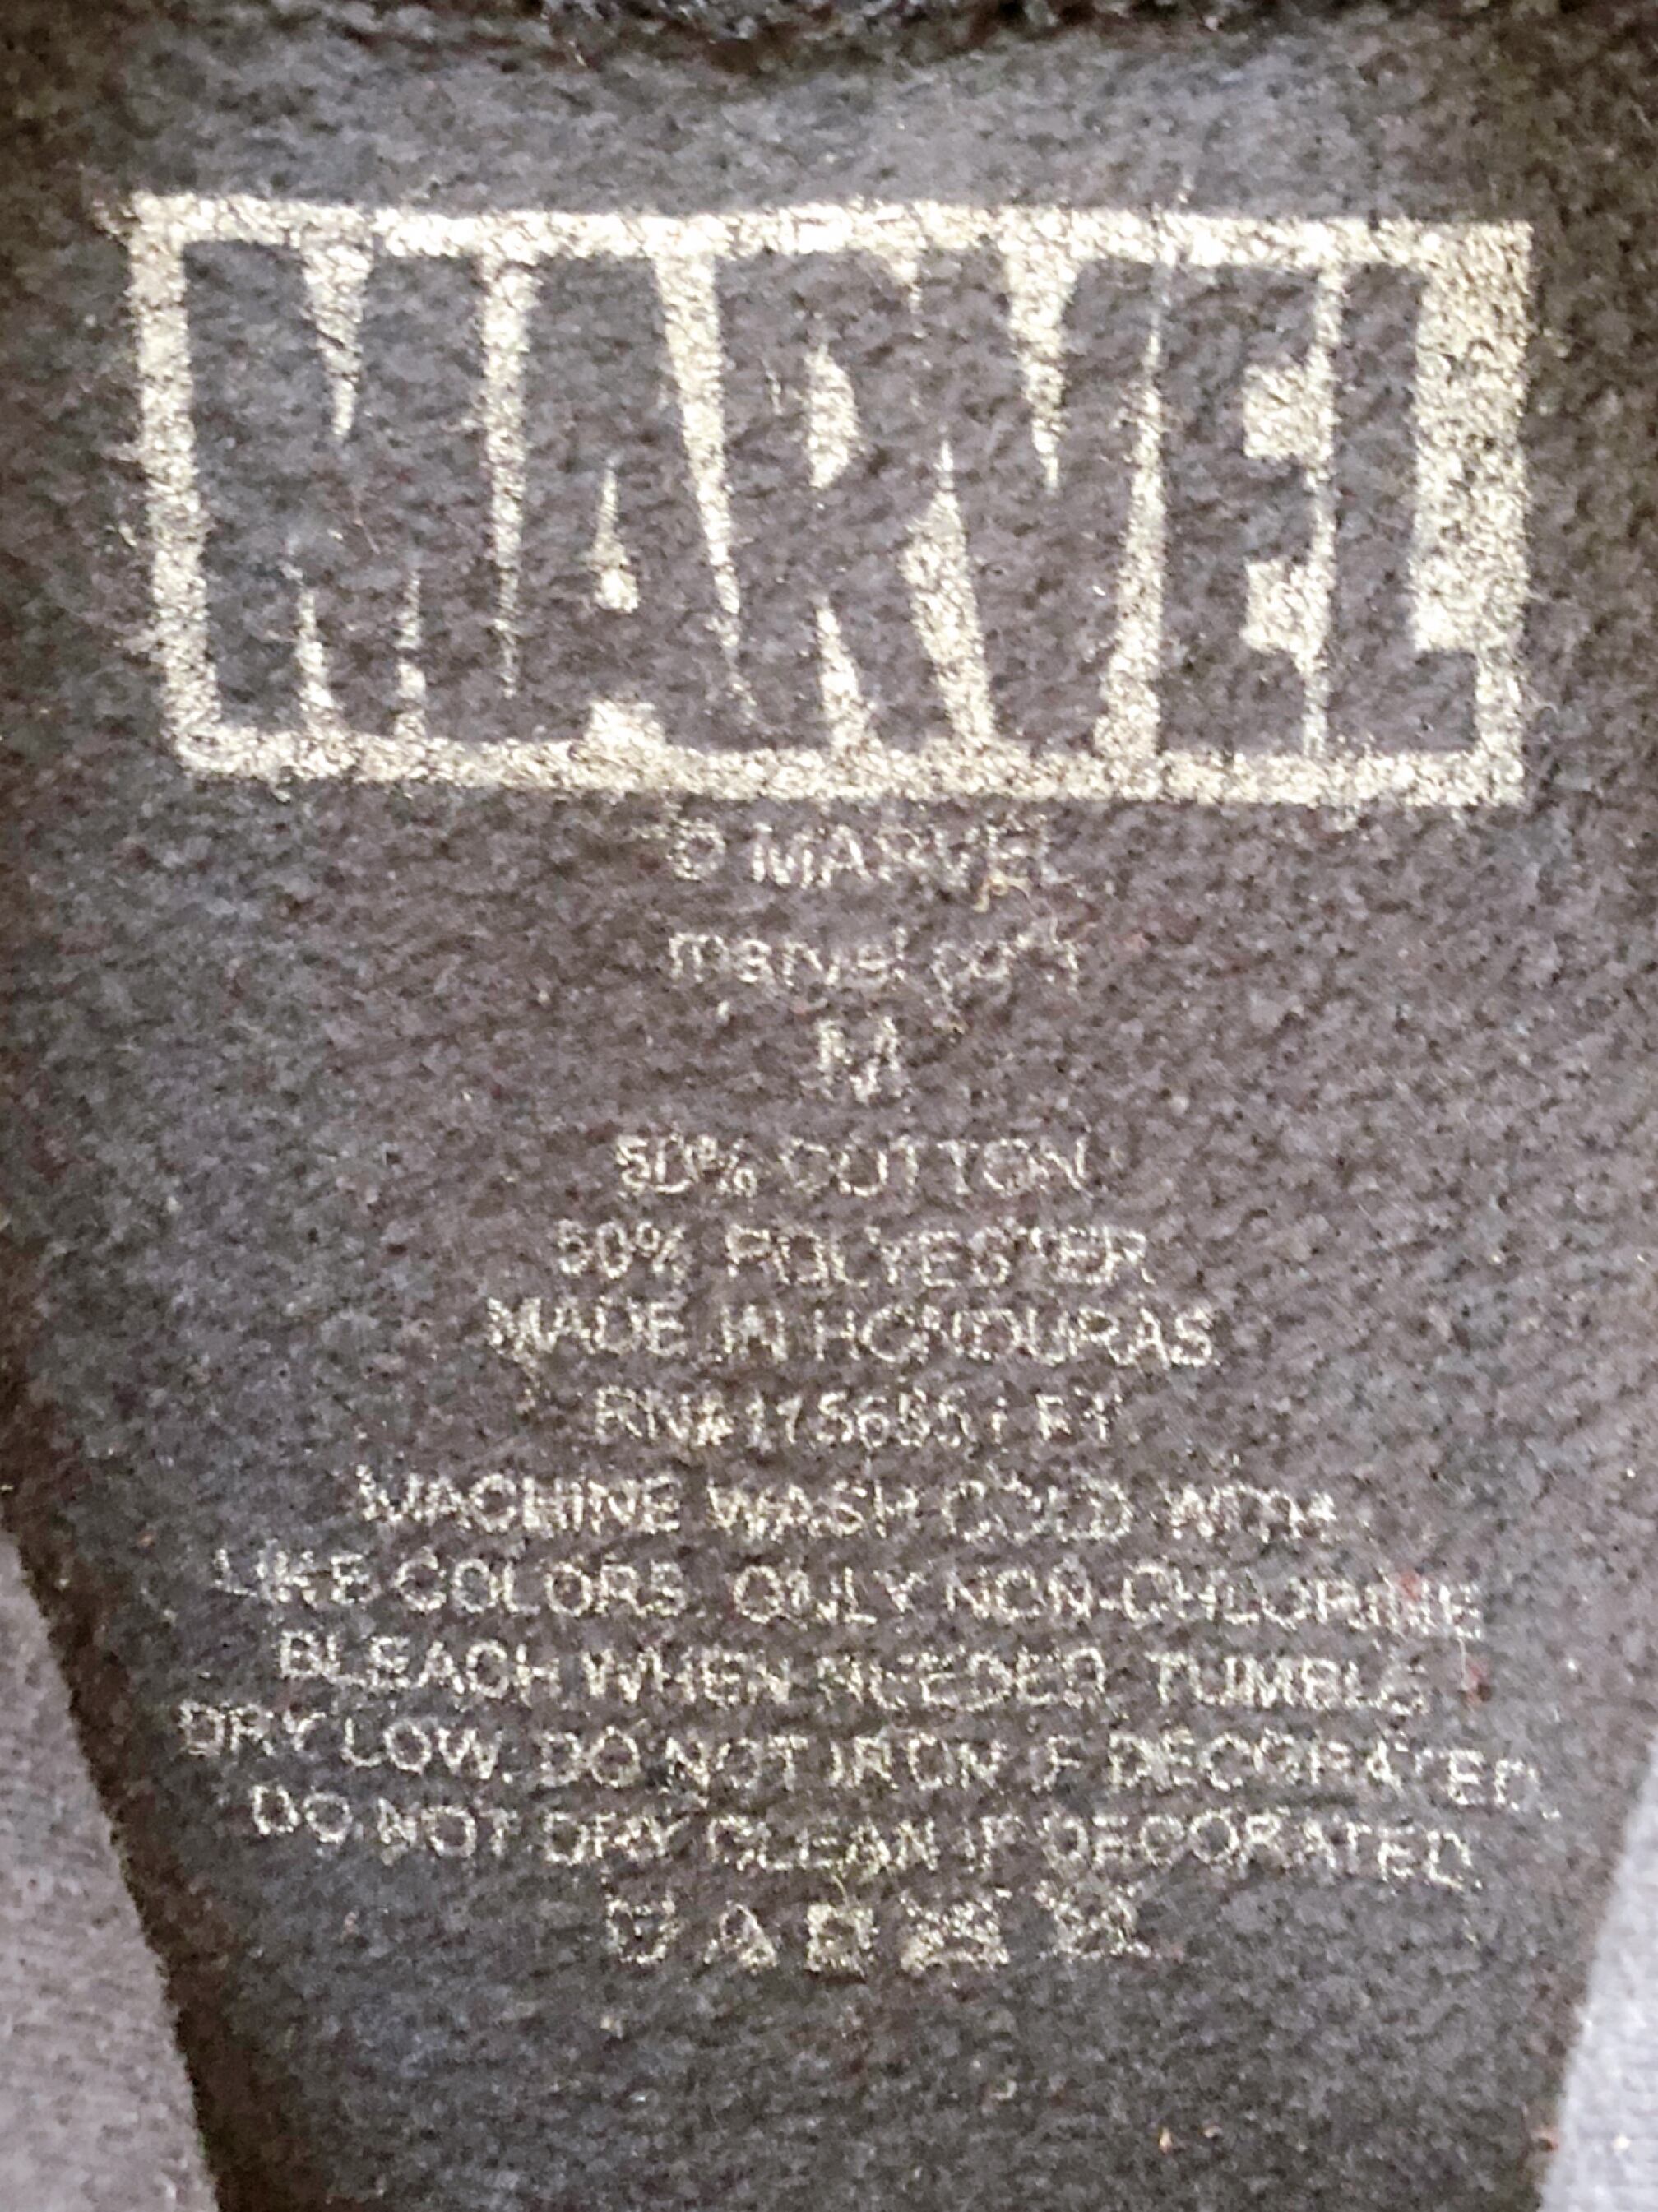 MARVEL
© MARVEL
marvel.com
M
50% COTTON
50% POLYESTER
MADE IN HONDURAS
MACHINE WASH COLD WITH
LIKE COLORS. ONLY NON-CHLORINE
BLEACH WHEN NEEDED. TUMBLE
DRY LOW. DO NOT IRON IF DECORATED.
DO NOT DRY CLEAN IF DECORATED.